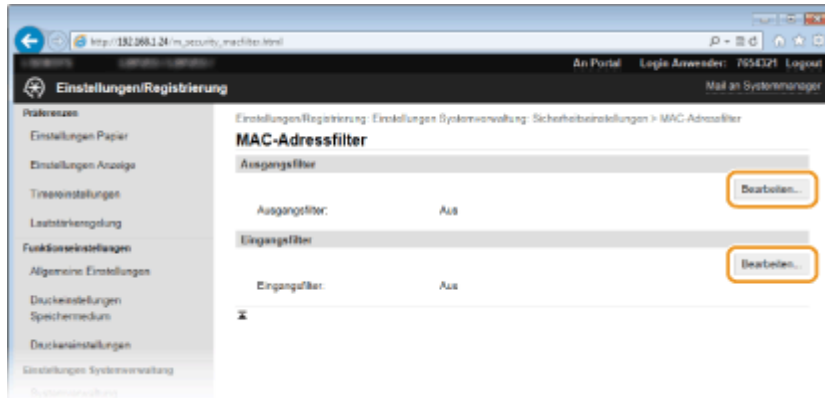 http://192.168.1.24/m_security_macfilter.html
An Portal Login Anwender: 7654321 Logout
Einstellungen/Registrierung
Mail an Systemmanager
Präferenzen
Einstellungen/Registrierung: Einstellungen Systemverwaltung: Sicherheitseinstellungen > MAC-Adressfilter
Einstellungen Papier
MAC-Adressfilter
Einstellungen Anzeige
Ausgangsfilter
Timereinstellungen
Bearbeiten...
Ausgangsfilter: Aus
Lautstärkeregelung
Eingangsfilter
Funktionseinstellungen
Bearbeiten...
Allgemeine Einstellungen
Eingangsfilter: Aus
Druckeinstellungen
Speichermedium
Druckereinstellungen
Einstellungen Systemverwaltung
Systemverwaltung